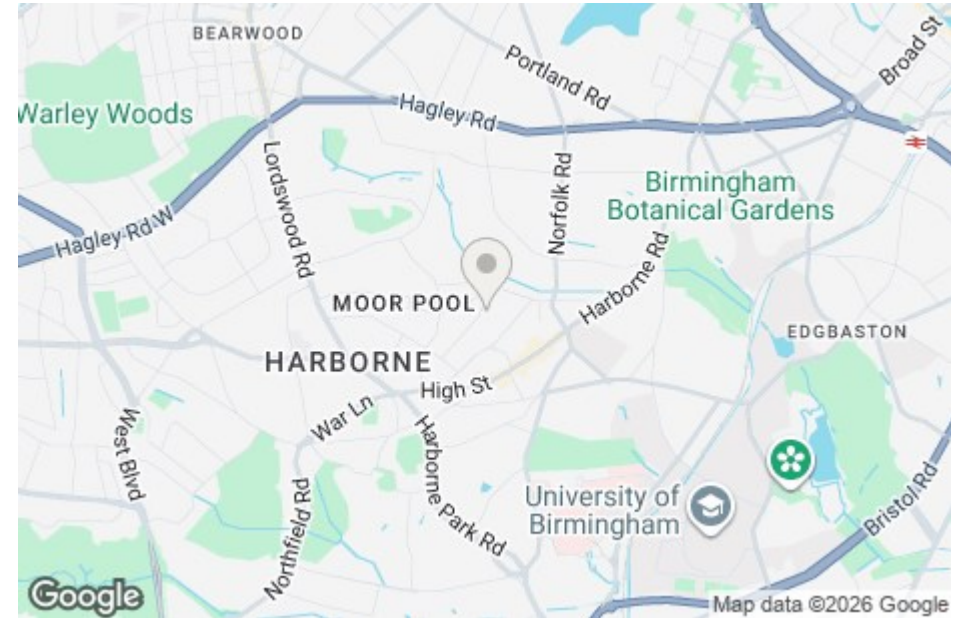 BEARWOOD
Portland Rd
Broad St
Warley Woods
Hagley Rd
Lordswood Rd
Norfolk Rd
Birmingham
Botanical Gardens
Hagley Rd W
Harborne Rd
MOOR POOL
EDGBASTON
HARBORNE
High St
War Ln
West Blvd
Harborne Park Rd
Northfield Rd
University of
Birmingham
Bristol Rd
Google
Map data ©2026 Google